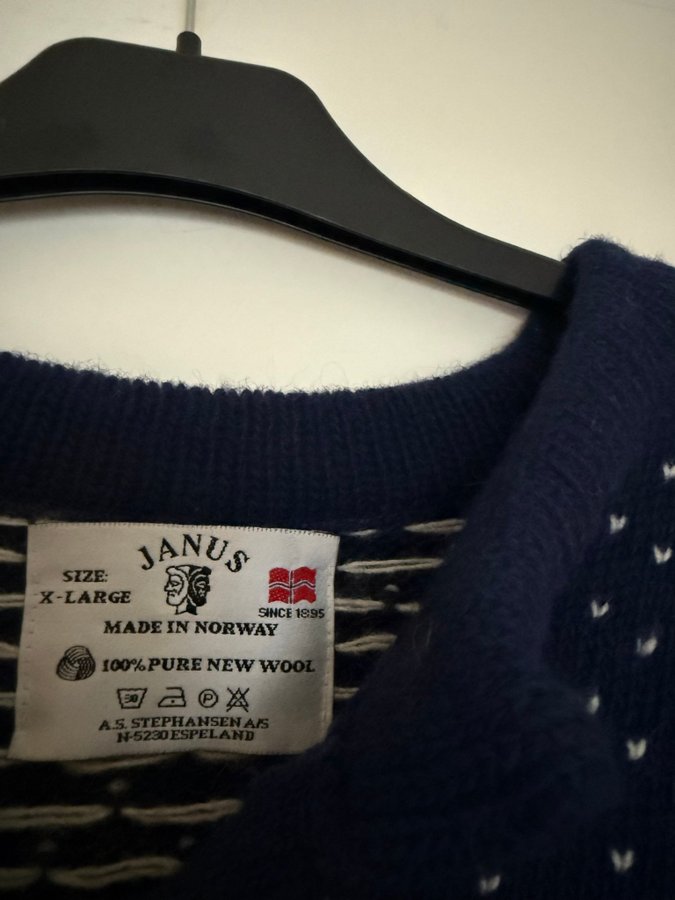 JANUS
SIZE:
X-LARGE
SINCE 1895
MADE IN NORWAY
100% PURE NEW WOOL
30
P
A.S. STEPHANSEN A/S
N-5230 ESPELAND